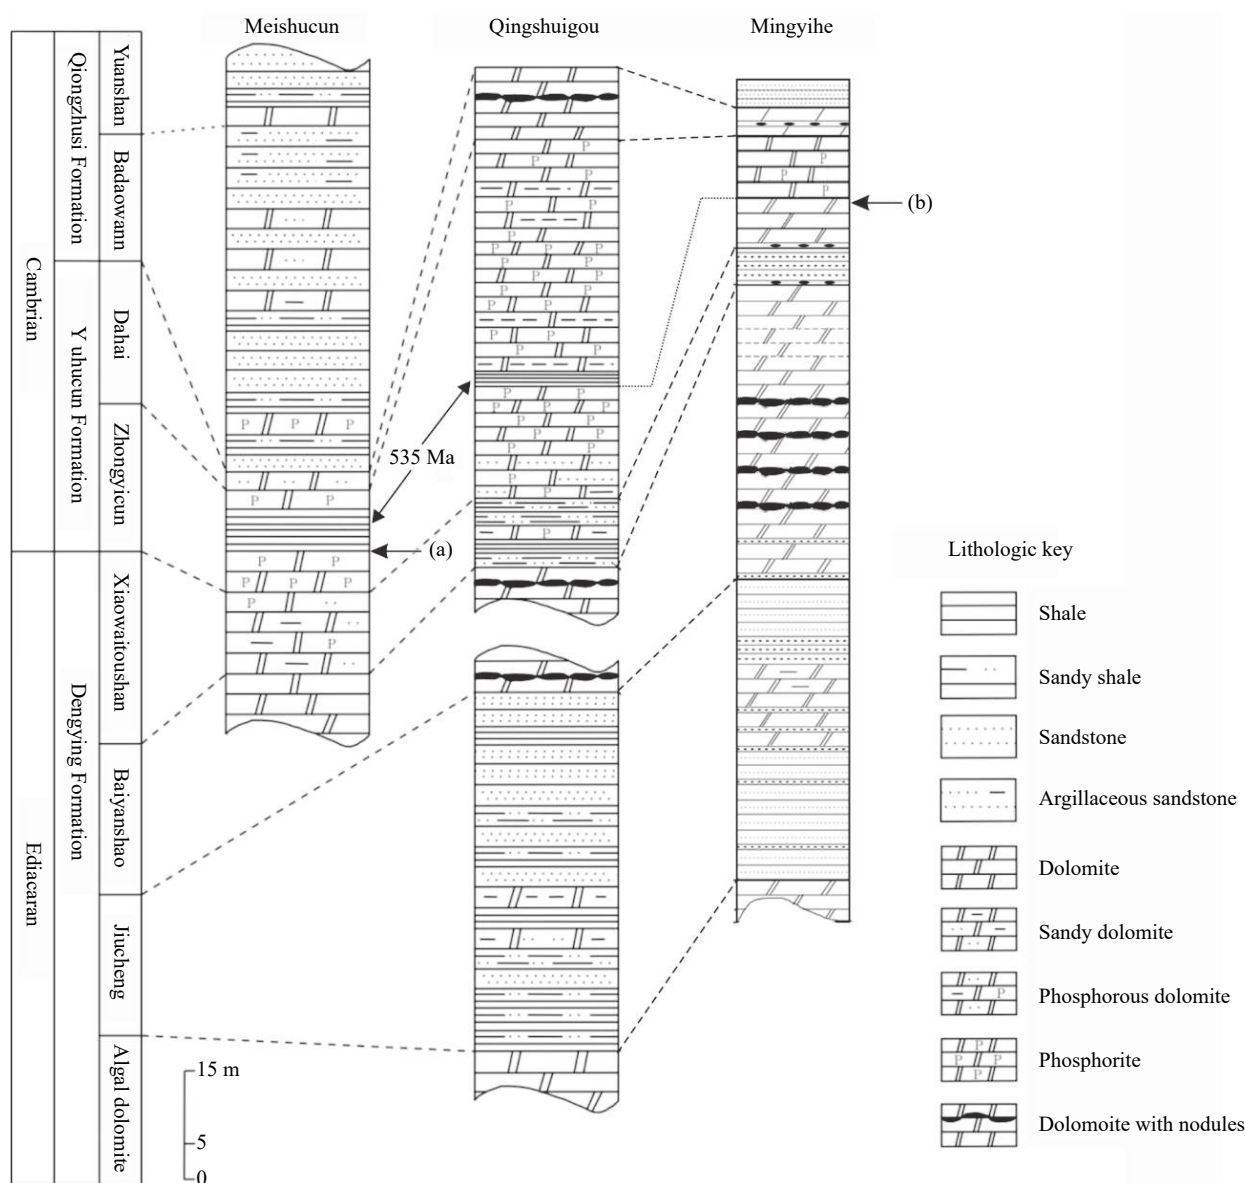 Meishucun
Qingshuigou
Mingyihe
Cambrian
Ediacaran
Qiongzhusi Formation
Y uhucun Formation
Dengying Formation
Yuanshan
Badaowann
Dahai
Zhongyicun
Xiaowaitoushan
Baiyanshao
Jiucheng
Algal dolomite
535 Ma
(a)
(b)
15 m
5
0
Lithologic key
Shale
Sandy shale
Sandstone
Argillaceous sandstone
Dolomite
Sandy dolomite
Phosphorous dolomite
Phosphorite
Dolomoite with nodules